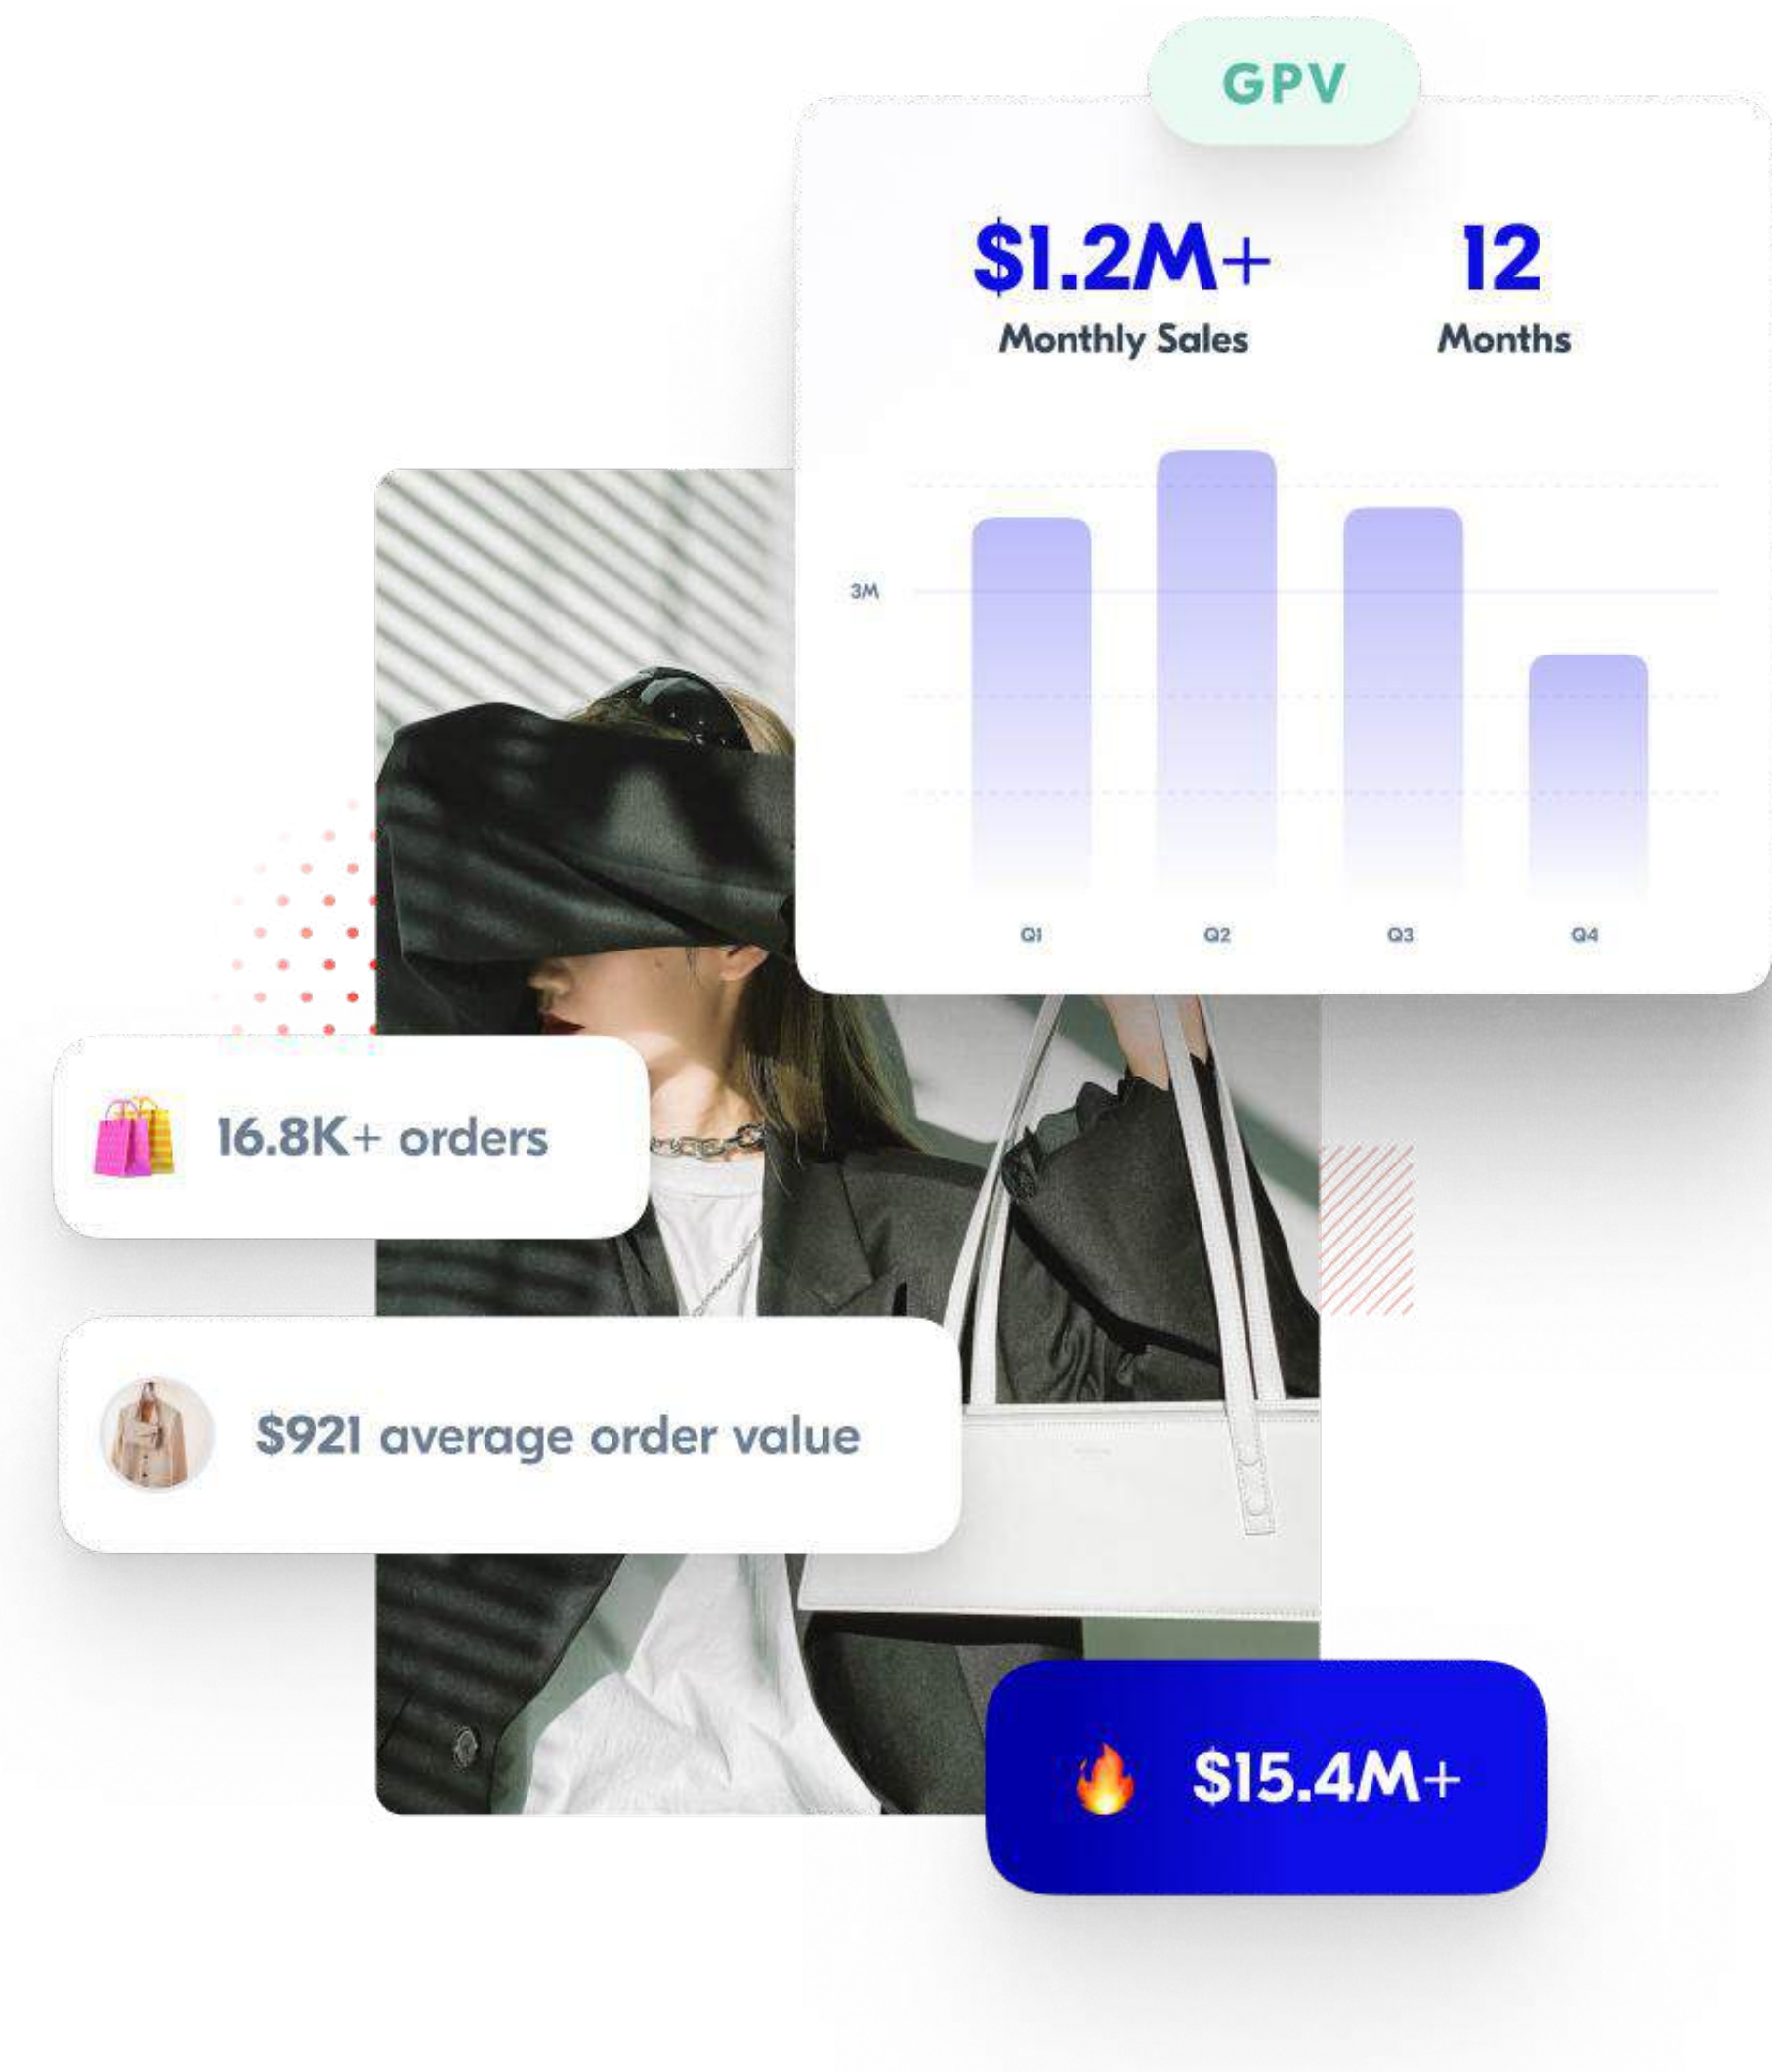 GPV
$1.2M+
Monthly Sales
12
Months
3M
Q1 Q2 Q3 Q4
16.8K+ orders
$921 average order value
$15.4M+